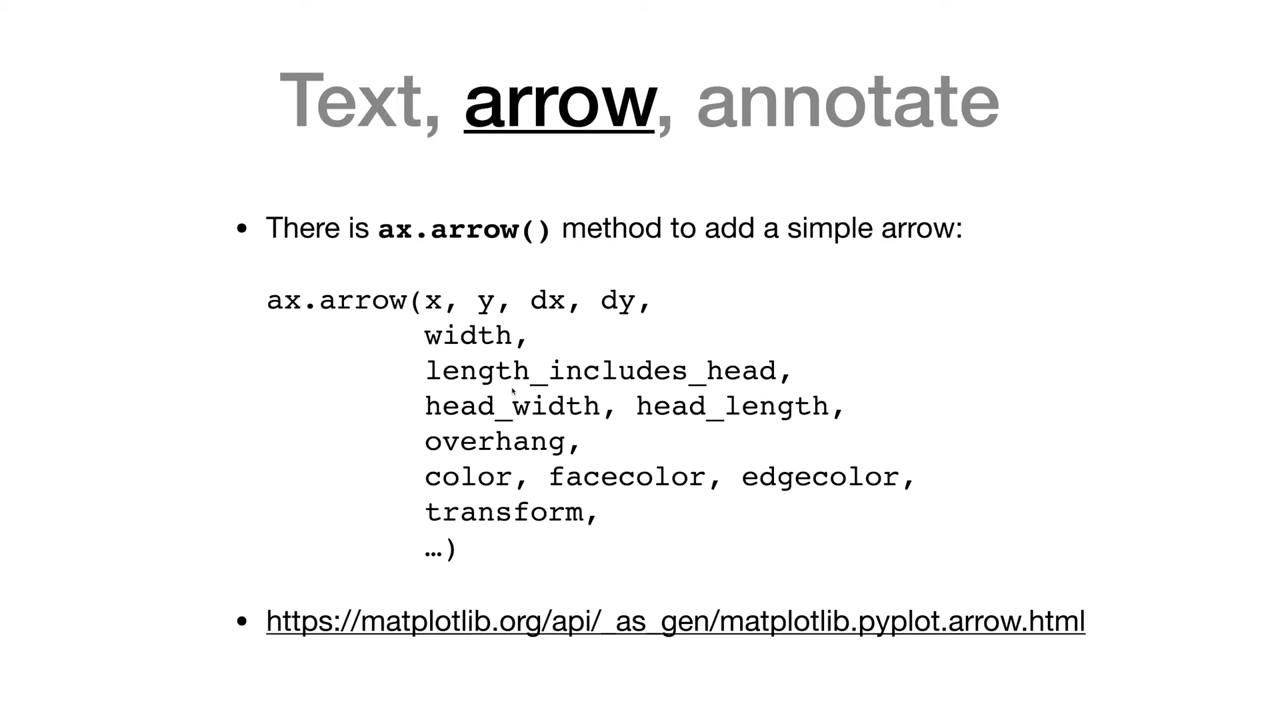 Text, arrow, annotate
• There is ax.arrow() method to add a simple arrow:
ax.arrow(x, y, dx, dy,
width,
length_includes_head,
head_width, head_length,
overhang,
color, facecolor, edgecolor,
transform,
…)
• https://matplotlib.org/api/_as_gen/matplotlib.pyplot.arrow.html